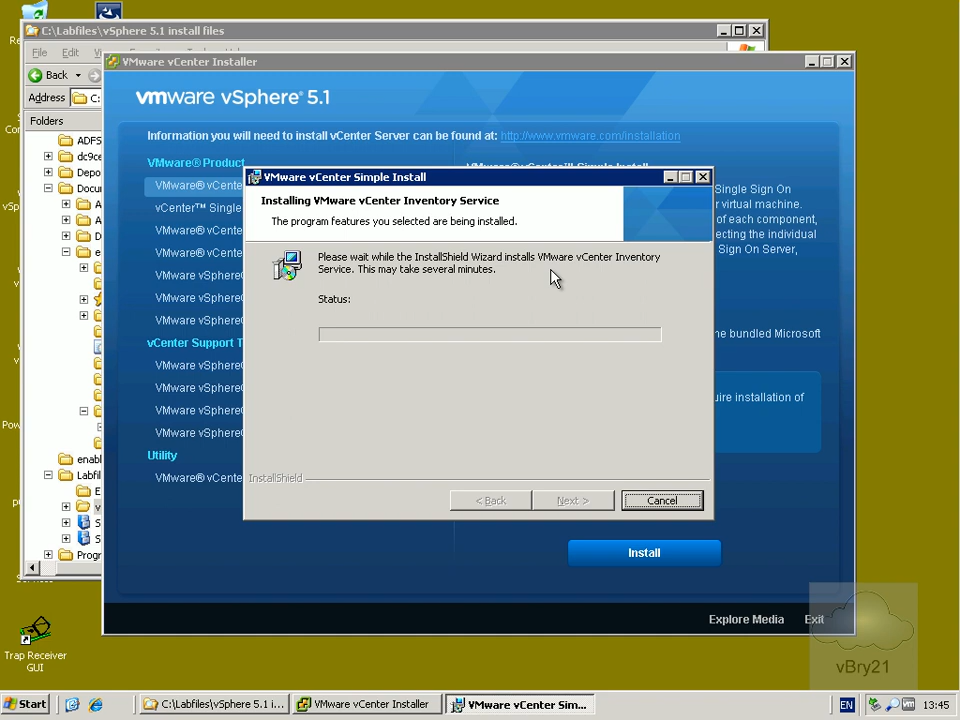 C:\Labfiles\vSphere 5.1 install files
File Edit
Back
Address C:
Folders
ADFS
dc9ce
Depo
Docu
enabl
Labfil
Progr
VMware vCenter Installer
vmware vSphere® 5.1
Information you will need to install vCenter Server can be found at: http://www.vmware.com/installation
VMware® Product
VMware® vCente
vCenter™ Single
VMware® vCente
VMware® vCente
VMware vSphere
VMware vSphere
VMware vSphere
vCenter Support T
VMware vSphere
VMware vSphere
VMware vSphere
VMware vSphere
Utility
VMware® vCente
Single Sign On
r virtual machine.
of each component,
ecting the individual
Sign On Server,
he bundled Microsoft
uire installation of
VMware vCenter Simple Install
Installing VMware vCenter Inventory Service
The program features you selected are being installed.
Please wait while the InstallShield Wizard installs VMware vCenter Inventory
Service. This may take several minutes.
Status:
InstallShield
< Back Next > Cancel
Install
Explore Media Exit
Trap Receiver
GUI
vBry21
Start C:\Labfiles\vSphere 5.1 i... VMware vCenter Installer VMware vCenter Sim... EN 13:45